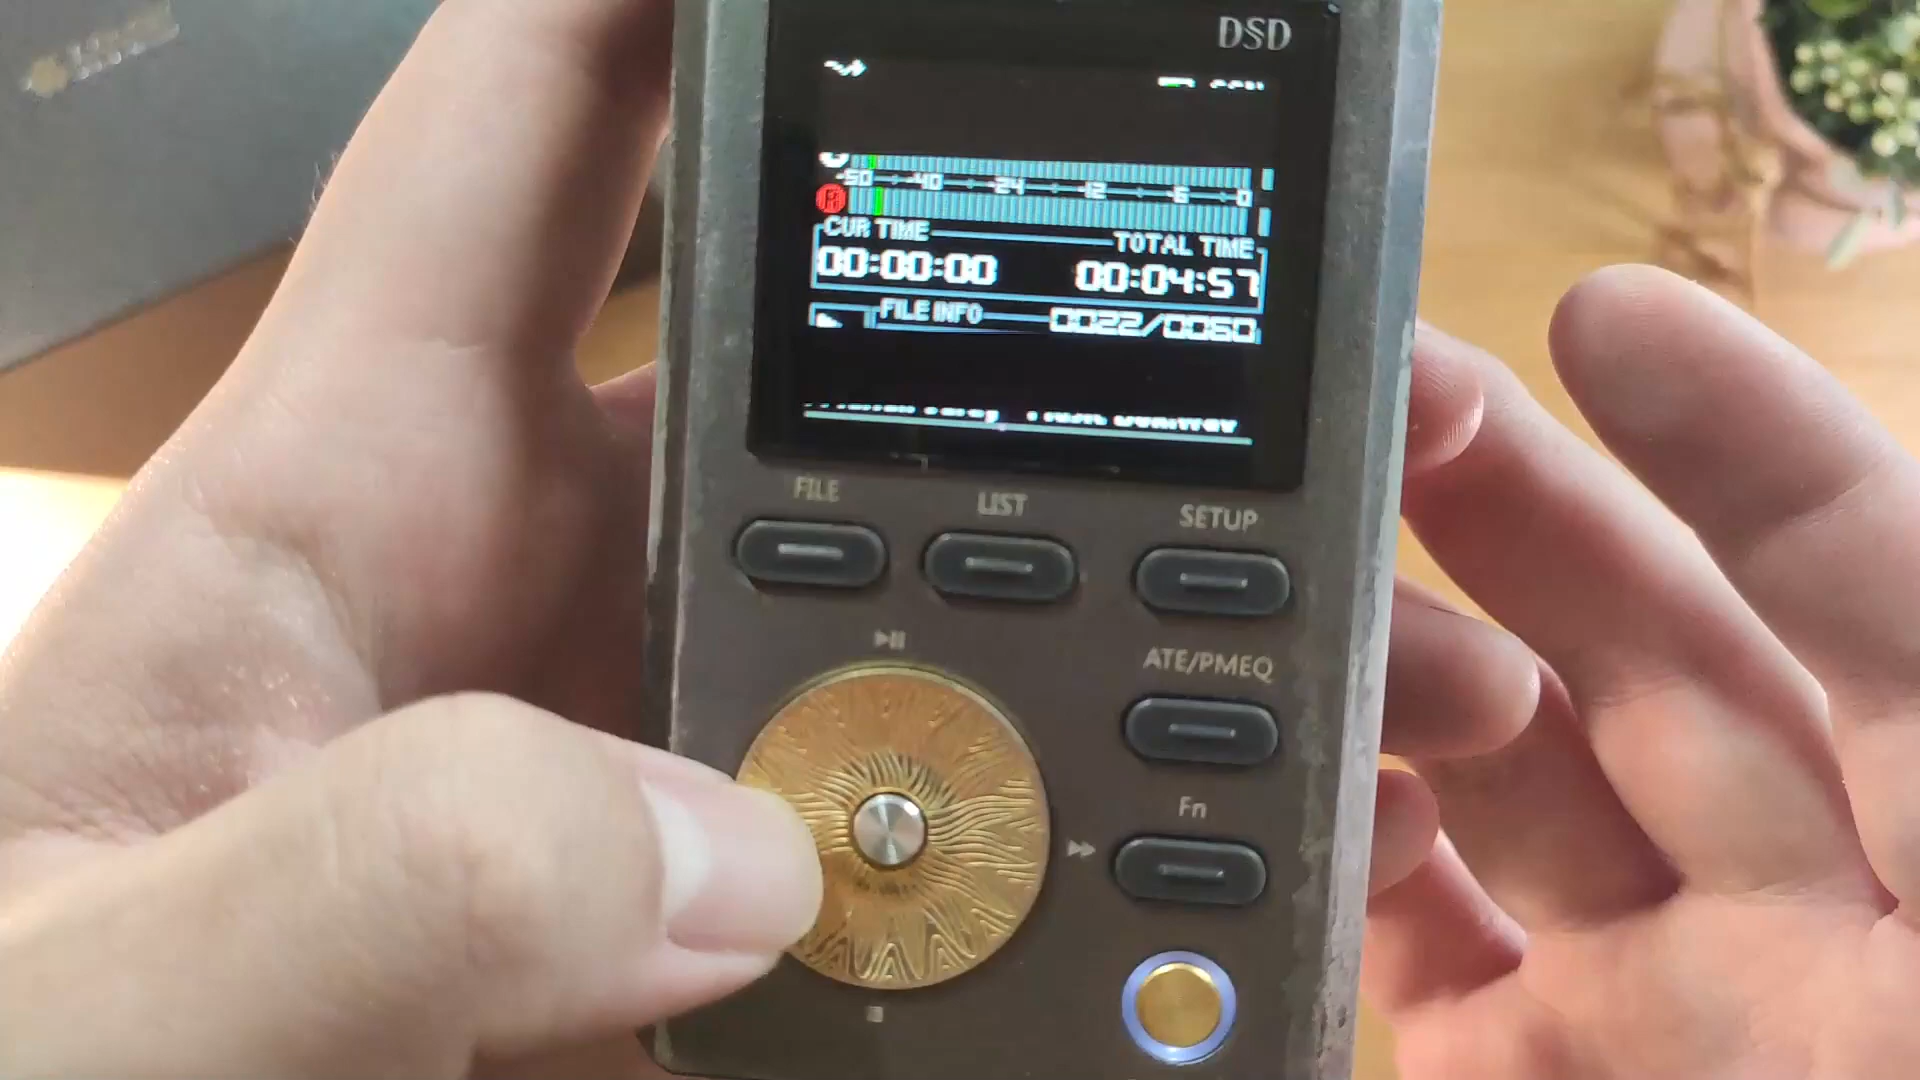 DSD
-50 -40 -24 -12 -6 0
R
CUR TIME TOTAL TIME
00:00:00 00:04:57
FILE INFO 0022/0060
FILE LIST SETUP
ATE/PMEQ
Fn